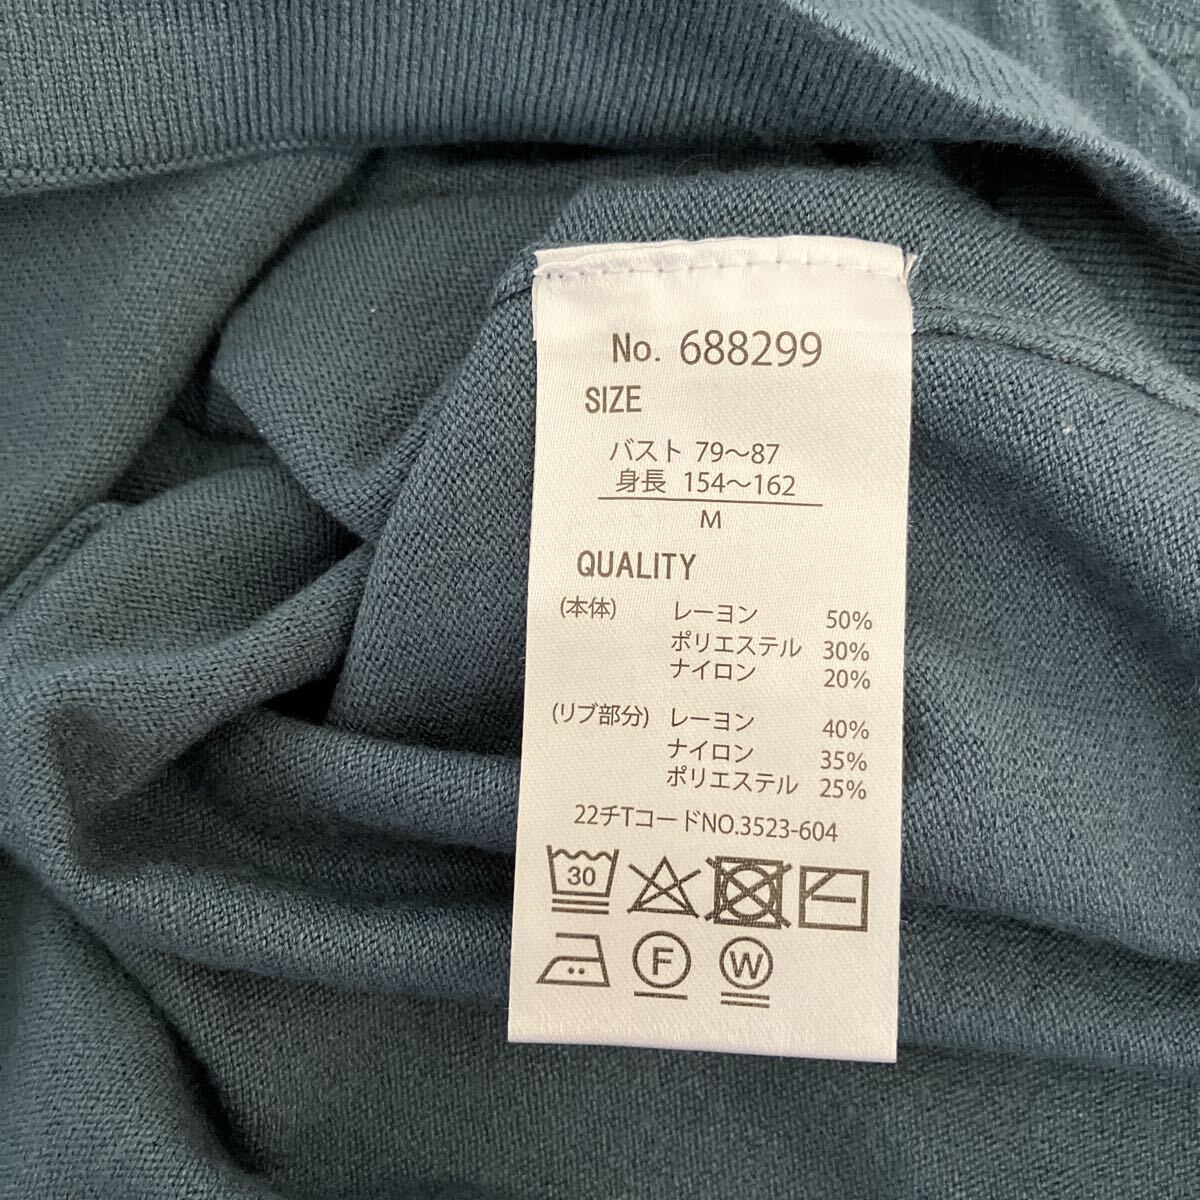 No. 688299
SIZE
バスト 79〜87
身長 154〜162
M
QUALITY
(本体) レーヨン 50%
ポリエステル 30%
ナイロン 20%
(リブ部分) レーヨン 40%
ナイロン 35%
ポリエステル 25%
22チTコードNO.3523-604
30
F W